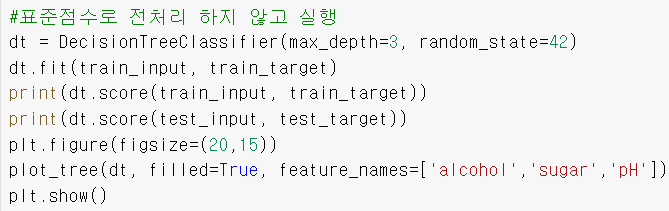 #표준점수로 전처리 하지 않고 실행
dt = DecisionTreeClassifier(max_depth=3, random_state=42)
dt.fit(train_input, train_target)
print(dt.score(train_input, train_target))
print(dt.score(test_input, test_target))
plt.figure(figsize=(20,15))
plot_tree(dt, filled=True, feature_names=['alcohol','sugar','pH'])
plt.show()